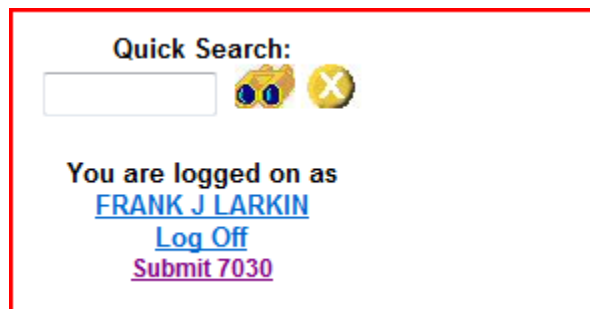 Quick Search:
You are logged on as
FRANK J LARKIN
Log Off
Submit 7030